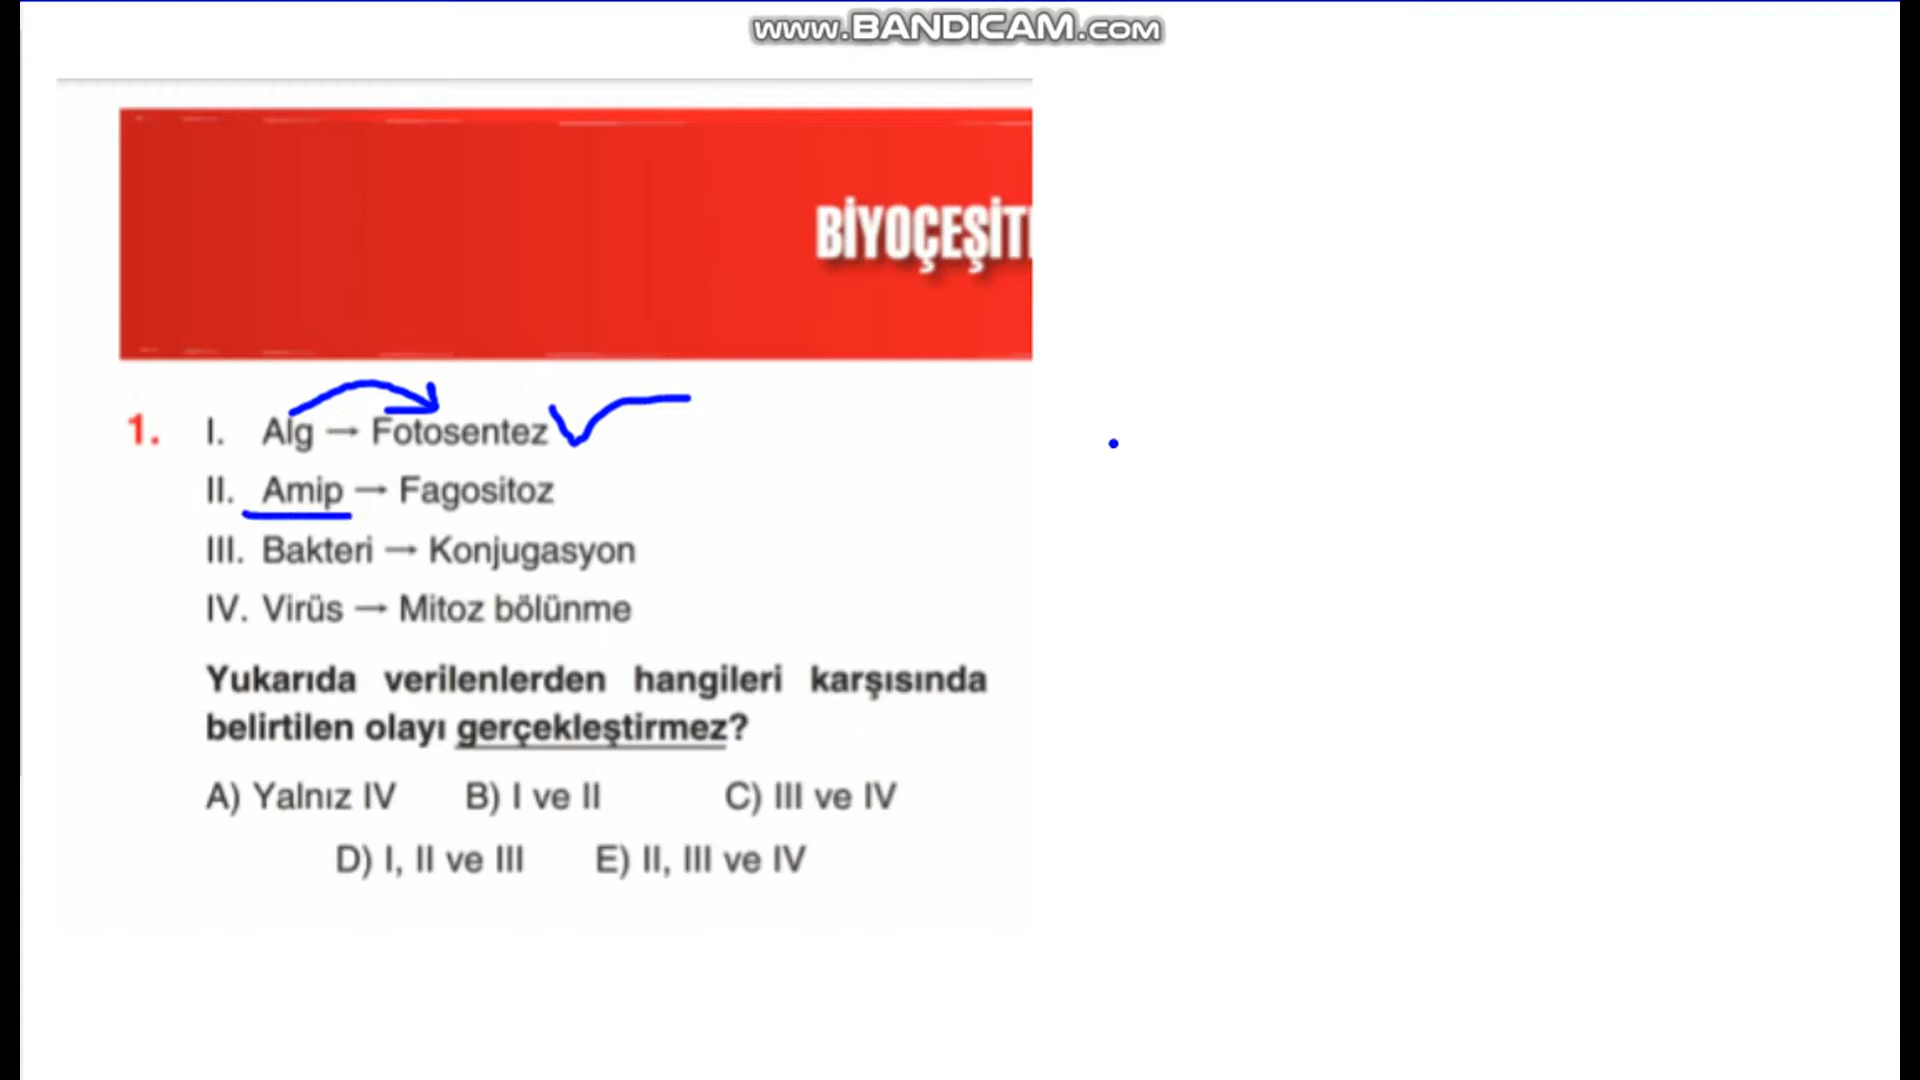 www.BANDICAM.com
BİYOÇEŞİT
1. I. Alg → Fotosentez
II. Amip → Fagositoz
III. Bakteri → Konjugasyon
IV. Virüs → Mitoz bölünme
Yukarıda verilenlerden hangileri karşısında
belirtilen olayı gerçekleştirmez?
A) Yalnız IV B) I ve II C) III ve IV
D) I, II ve III E) II, III ve IV